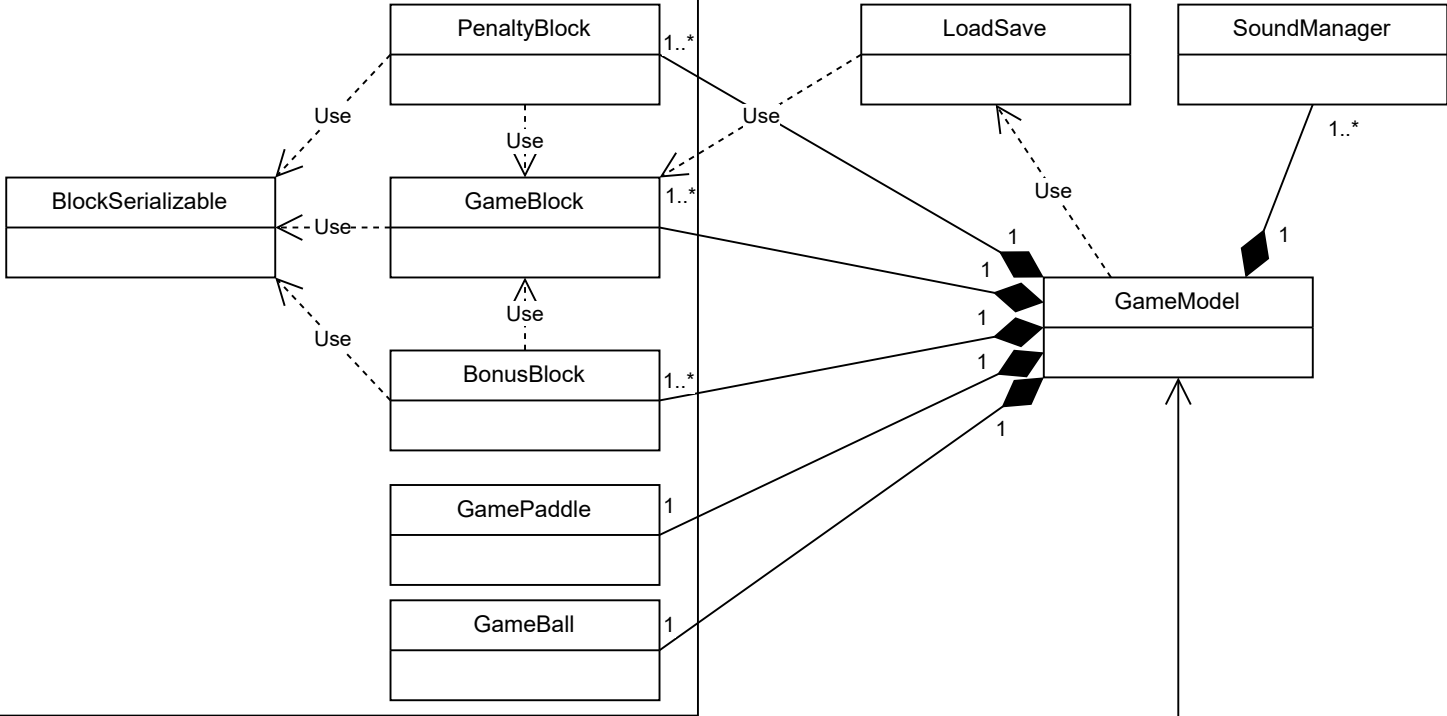 PenaltyBlock
1..*
LoadSave
SoundManager
Use
Use
1..*
Use
BlockSerializable
GameBlock
1..*
Use
Use
1
1
1
GameModel
Use
1
Use
BonusBlock
1..*
1
1
GamePaddle
1
GameBall
1